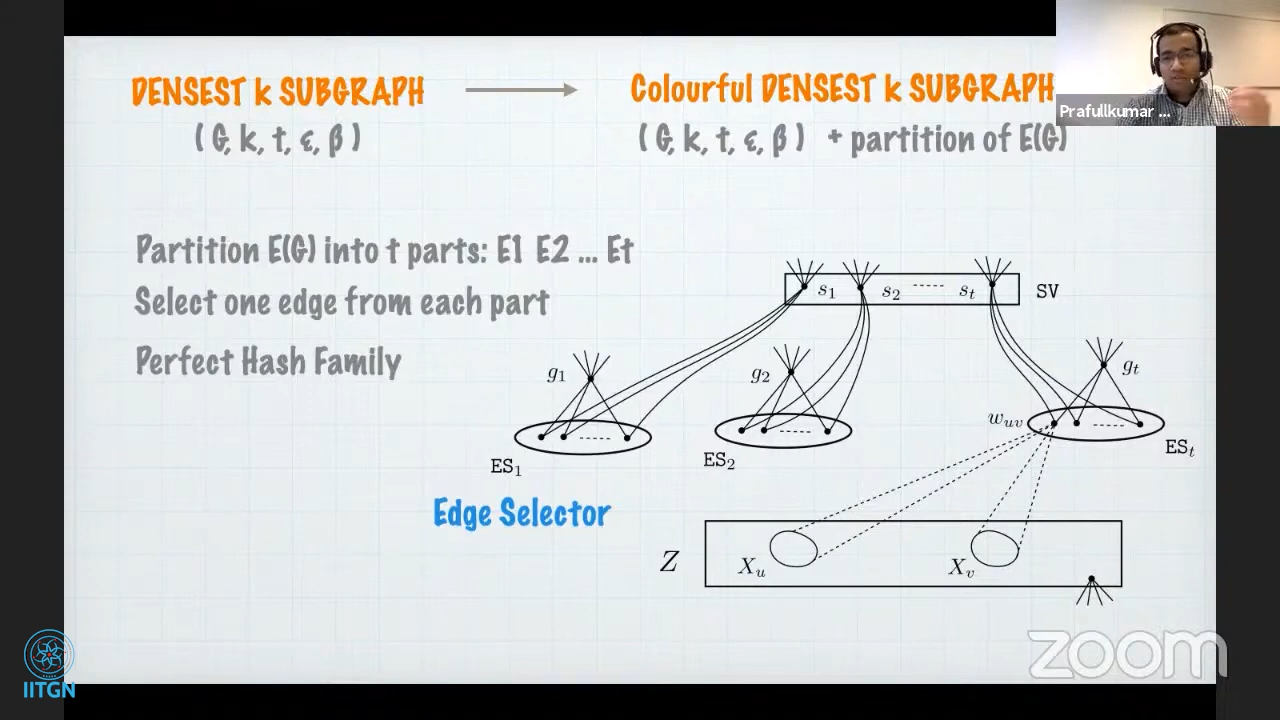 DENSEST k SUBGRAPH
Colourful DENSEST k SUBGRAPH
Prafullkumar ...
( G, k, t, ε, β )
( G, k, t, ε, β ) + partition of E(G)
Partition E(G) into t parts: E1 E2 ... Et
Select one edge from each part
Perfect Hash Family
s1 s2 st SV
g1 g2 gt
wuv
ES1 ES2 ESt
Edge Selector
Z Xu Xv
zoom
IITGN